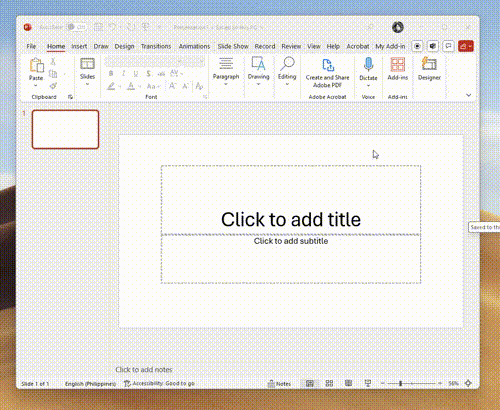 File Home Insert Draw Design Transitions Animations Slide Show Record Review View Help Acrobat My Add-in
Paste
Slides
Paragraph
Drawing
Editing
Create and Share
Adobe PDF
Dictate
Add-ins
Designer
Clipboard
Font
Adobe Acrobat
Voice
Add-ins
1
Click to add title
Click to add subtitle
Saved to th
Click to add notes
Slide 1 of 1
English (Philippines)
Accessibility: Good to go
Notes
56%